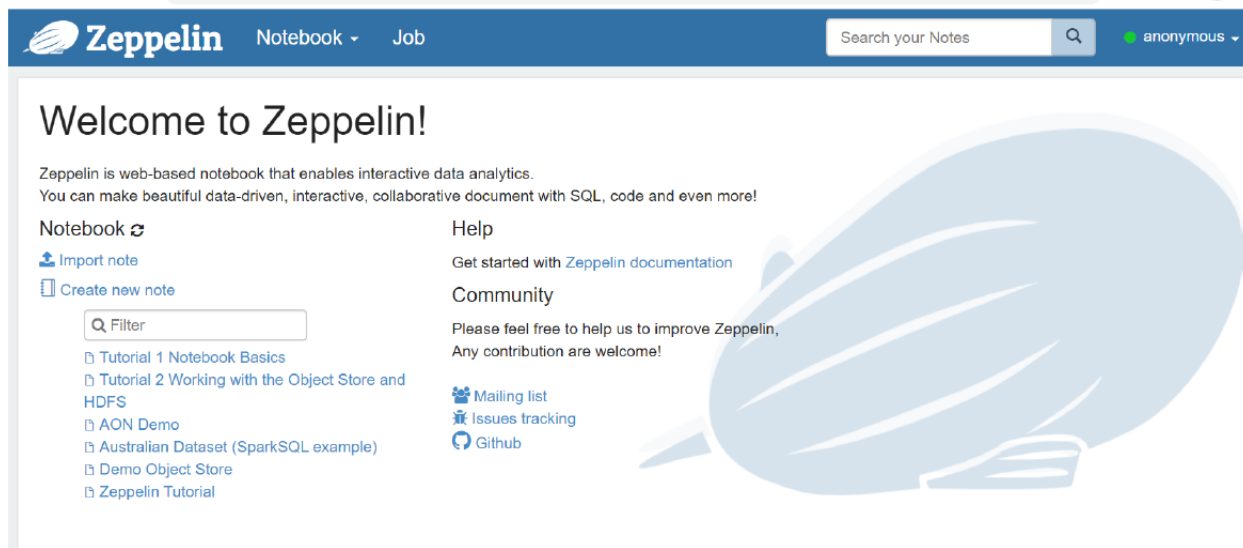 Zeppelin Notebook Job Search your Notes anonymous
Welcome to Zeppelin!
Zeppelin is web-based notebook that enables interactive data analytics.
You can make beautiful data-driven, interactive, collaborative document with SQL, code and even more!
Notebook
Import note
Create new note
Filter
Tutorial 1 Notebook Basics
Tutorial 2 Working with the Object Store and
HDFS
AON Demo
Australian Dataset (SparkSQL example)
Demo Object Store
Zeppelin Tutorial
Help
Get started with Zeppelin documentation
Community
Please feel free to help us to improve Zeppelin,
Any contribution are welcome!
Mailing list
Issues tracking
Github